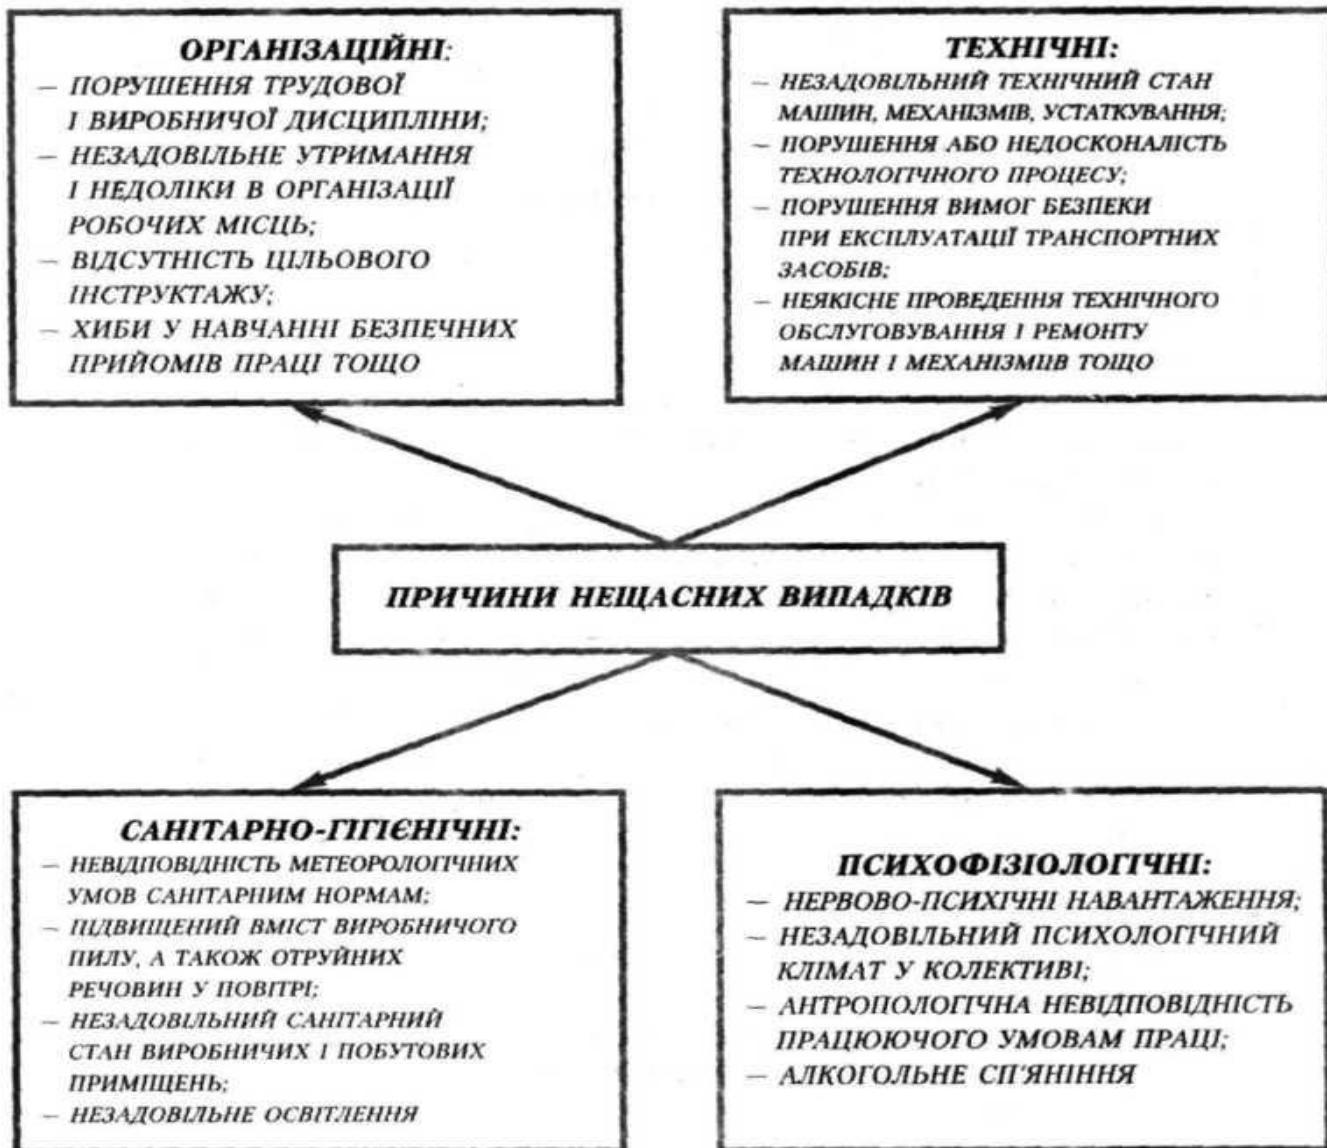 ОРГАНІЗАЦІЙНІ:
– ПОРУШЕННЯ ТРУДОВОЇ
І ВИРОБНИЧОЇ ДИСЦИПЛІНИ;
– НЕЗАДОВІЛЬНЕ УТРИМАННЯ
І НЕДОЛІКИ В ОРГАНІЗАЦІЇ
РОБОЧИХ МІСЦЬ;
– ВІДСУТНІСТЬ ЦІЛЬОВОГО
ІНСТРУКТАЖУ;
– ХИБИ У НАВЧАННІ БЕЗПЕЧНИХ
ПРИЙОМІВ ПРАЦІ ТОЩО
ТЕХНІЧНІ:
– НЕЗАДОВІЛЬНИЙ ТЕХНІЧНИЙ СТАН
МАШИН, МЕХАНІЗМІВ, УСТАТКУВАННЯ;
– ПОРУШЕННЯ АБО НЕДОСКОНАЛІСТЬ
ТЕХНОЛОГІЧНОГО ПРОЦЕСУ;
– ПОРУШЕННЯ ВИМОГ БЕЗПЕКИ
ПРИ ЕКСПЛУАТАЦІЇ ТРАНСПОРТНИХ
ЗАСОБІВ;
– НЕЯКІСНЕ ПРОВЕДЕННЯ ТЕХНІЧНОГО
ОБСЛУГОВУВАННЯ І РЕМОНТУ
МАШИН І МЕХАНІЗМІВ ТОЩО
ПРИЧИНИ НЕЩАСНИХ ВИПАДКІВ
САНІТАРНО-ГІГІЄНІЧНІ:
– НЕВІДПОВІДНІСТЬ МЕТЕОРОЛОГІЧНИХ
УМОВ САНІТАРНИМ НОРМАМ;
– ПІДВИЩЕНИЙ ВМІСТ ВИРОБНИЧОГО
ПИЛУ, А ТАКОЖ ОТРУЙНИХ
РЕЧОВИН У ПОВІТРІ;
– НЕЗАДОВІЛЬНИЙ САНІТАРНИЙ
СТАН ВИРОБНИЧИХ І ПОБУТОВИХ
ПРИМІЩЕНЬ;
– НЕЗАДОВІЛЬНЕ ОСВІТЛЕННЯ
ПСИХОФІЗІОЛОГІЧНІ:
– НЕРВОВО-ПСИХІЧНІ НАВАНТАЖЕННЯ;
– НЕЗАДОВІЛЬНИЙ ПСИХОЛОГІЧНИЙ
КЛІМАТ У КОЛЕКТИВІ;
– АНТРОПОЛОГІЧНА НЕВІДПОВІДНІСТЬ
ПРАЦЮЮЧОГО УМОВАМ ПРАЦІ;
– АЛКОГОЛЬНЕ СП'ЯНІННЯ